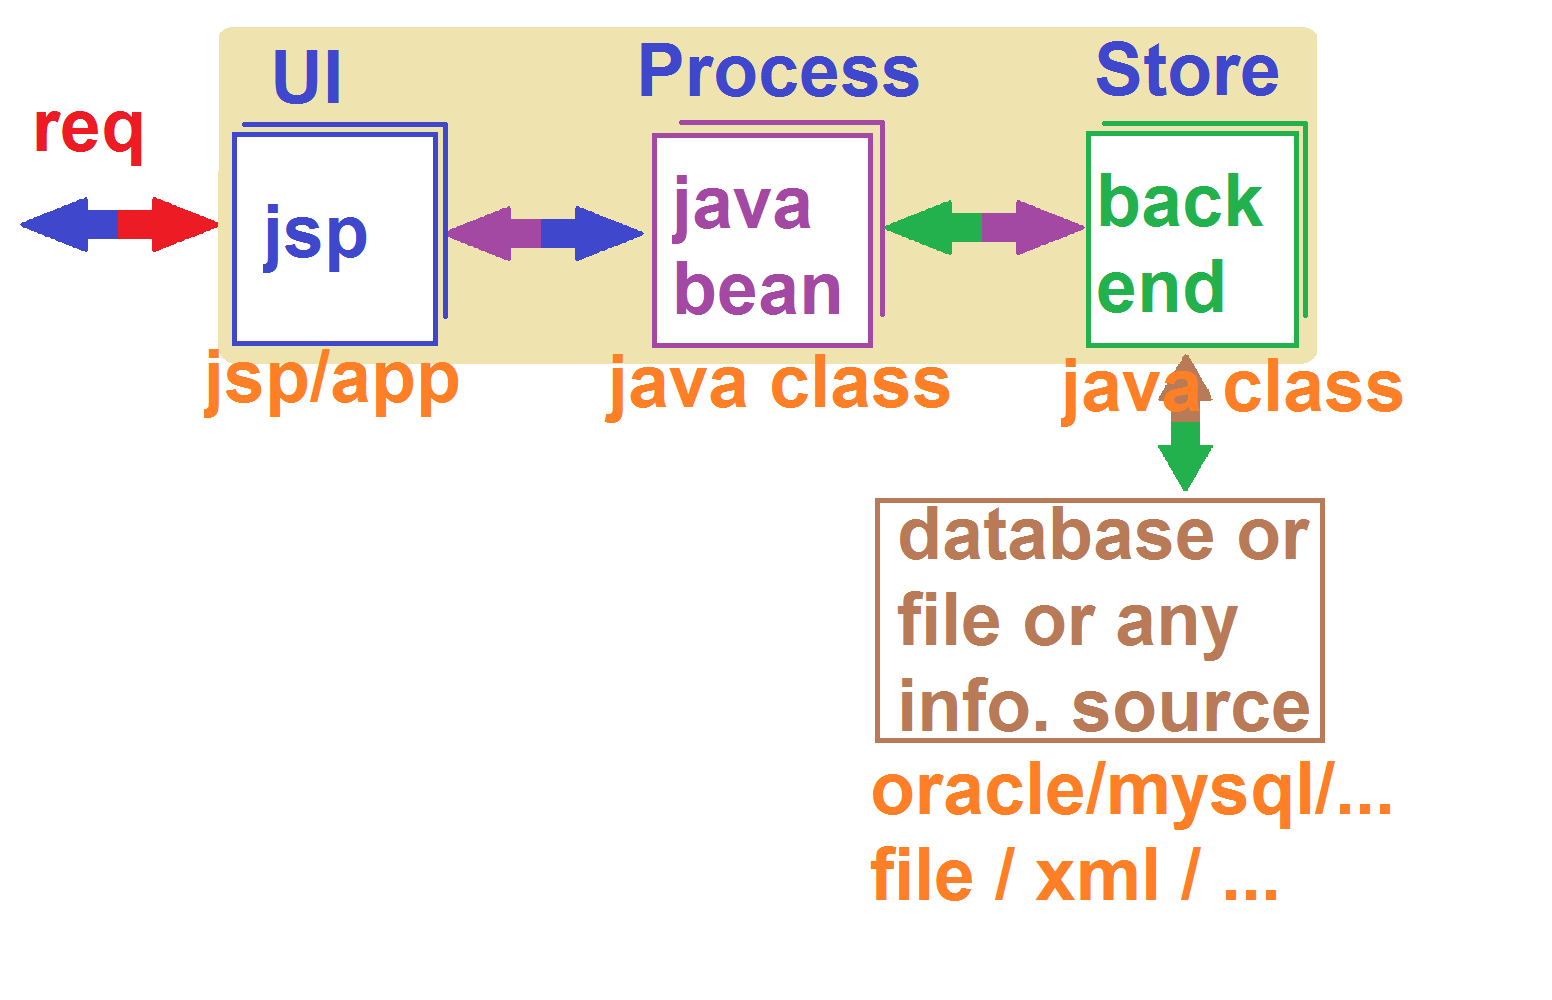 UI
Process
Store
req
jsp
java
bean
back
end
jsp/app
java class
java class
database or
file or any
info. source
oracle/mysql/...
file / xml / ...